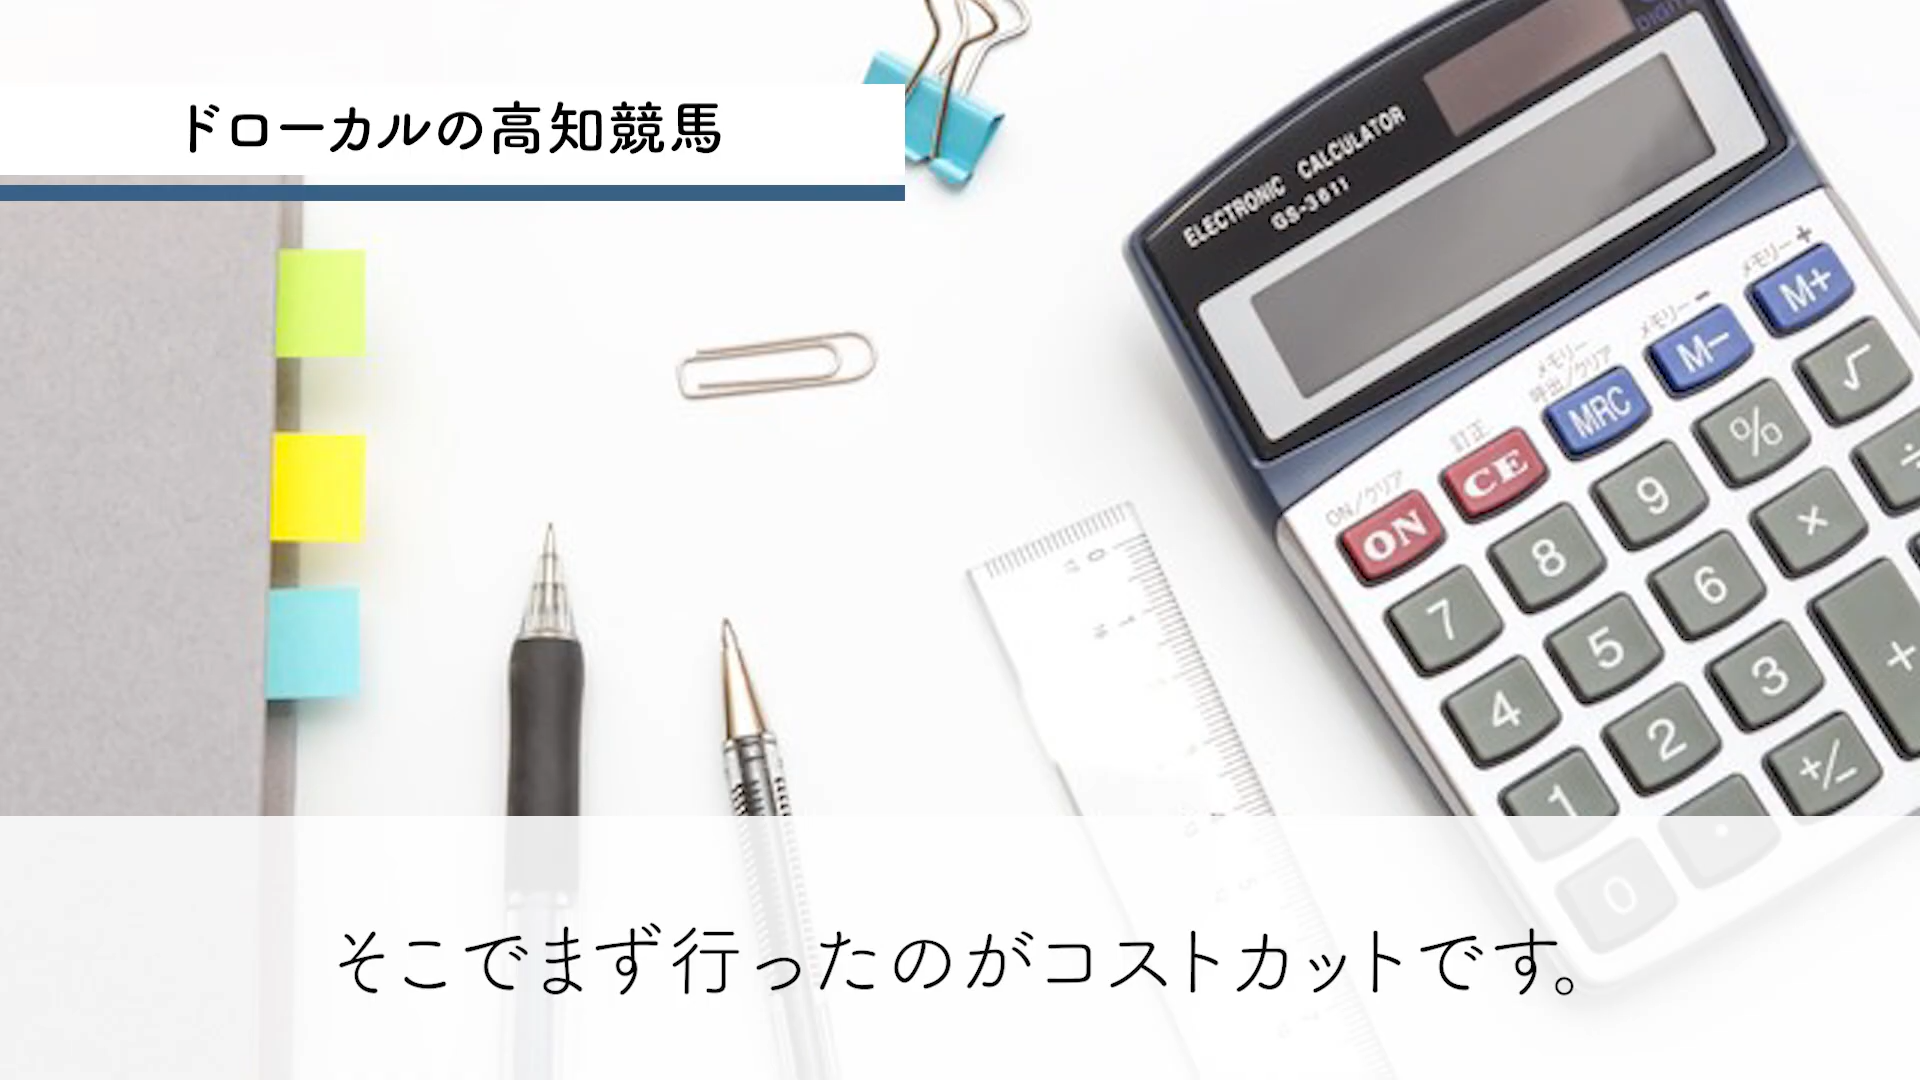 ドローカルの高知競馬
ELECTRONIC CALCULATOR
GS-3811
メモリー+
メモリー−
メモリー
呼出/クリア
訂正
ON/クリア
M+
M−
MRC
CE
ON
√
%
9
8
7
÷
×
6
5
4
+
3
2
1
+/−
0
そこでまず行ったのがコストカットです。